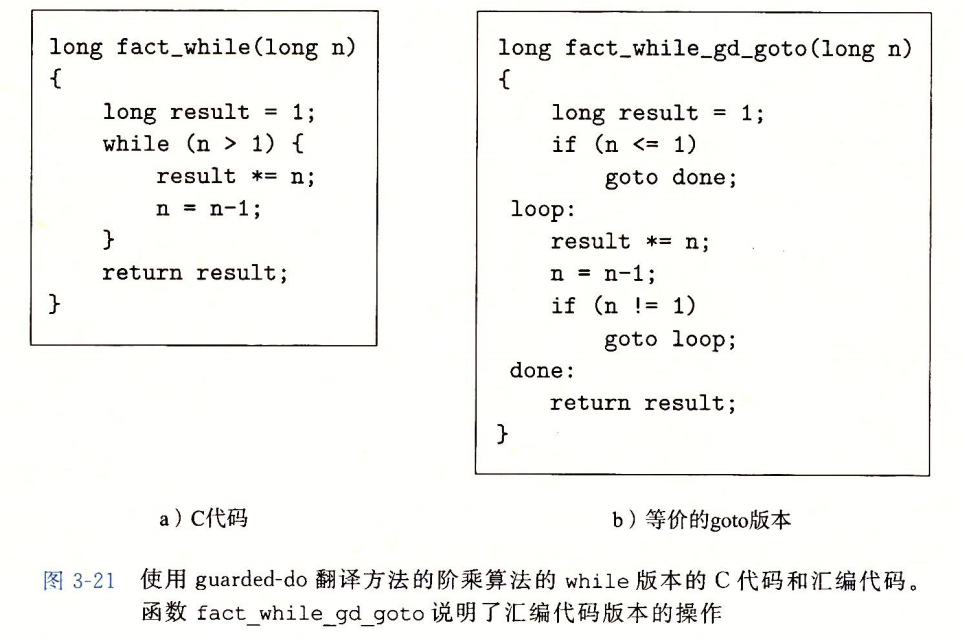 long fact_while(long n)
{
    long result = 1;
    while (n > 1) {
        result *= n;
        n = n-1;
    }
    return result;
}
long fact_while_gd_goto(long n)
{
    long result = 1;
    if (n <= 1)
        goto done;
 loop:
    result *= n;
    n = n-1;
    if (n != 1)
        goto loop;
 done:
    return result;
}
a）C代码
b）等价的goto版本
图 3-21 使用 guarded-do 翻译方法的阶乘算法的 while 版本的 C 代码和汇编代码。
函数 fact_while_gd_goto 说明了汇编代码版本的操作